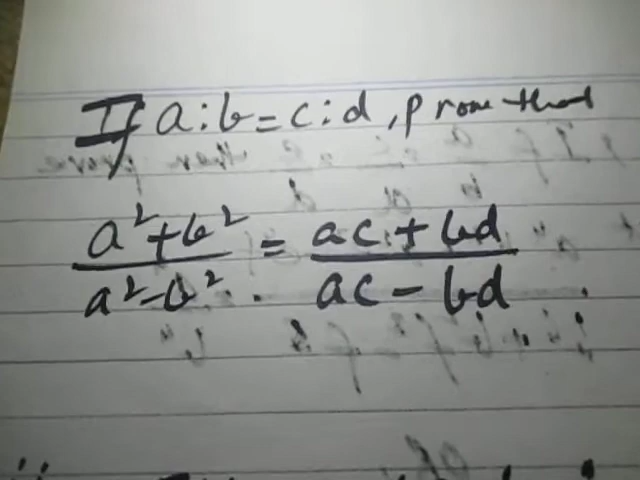 If a:b=c:d, prove that
a²+b² / a²-b² = ac+bd / ac-bd.